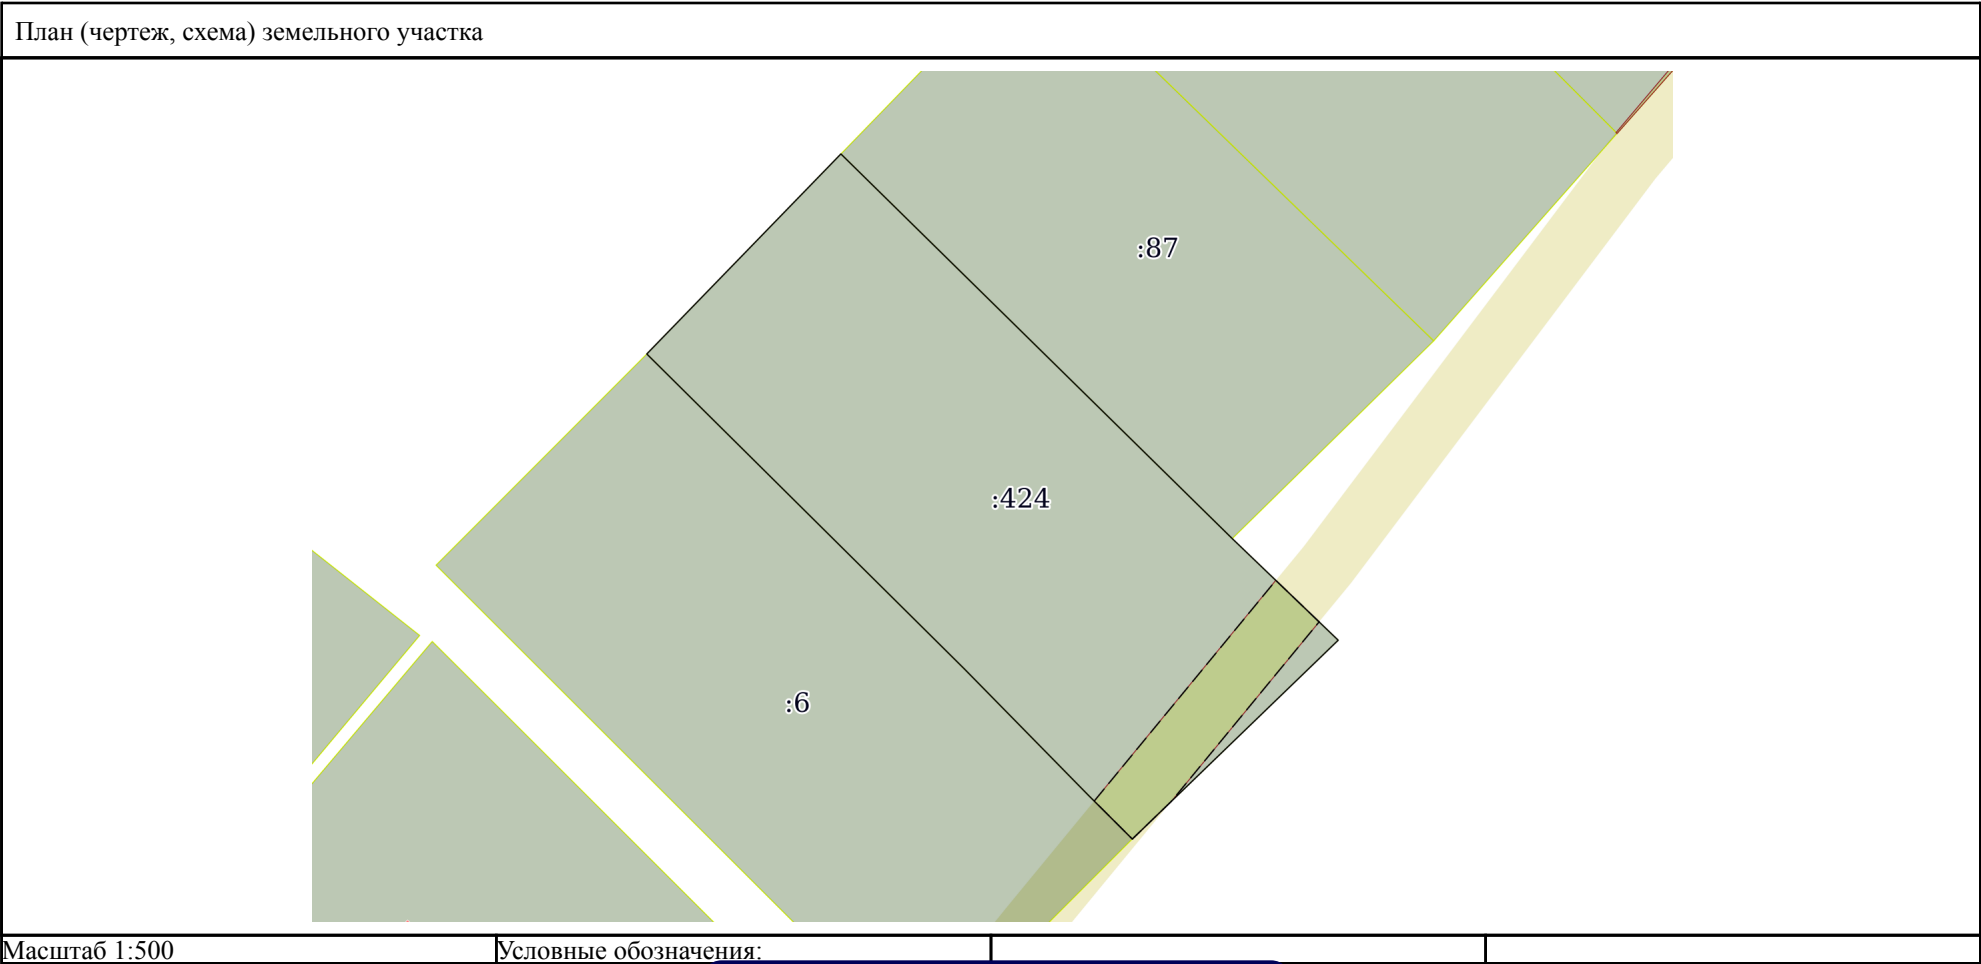 План (чертеж, схема) земельного участка
:87
:424
:6
Масштаб 1:500
Условные обозначения: